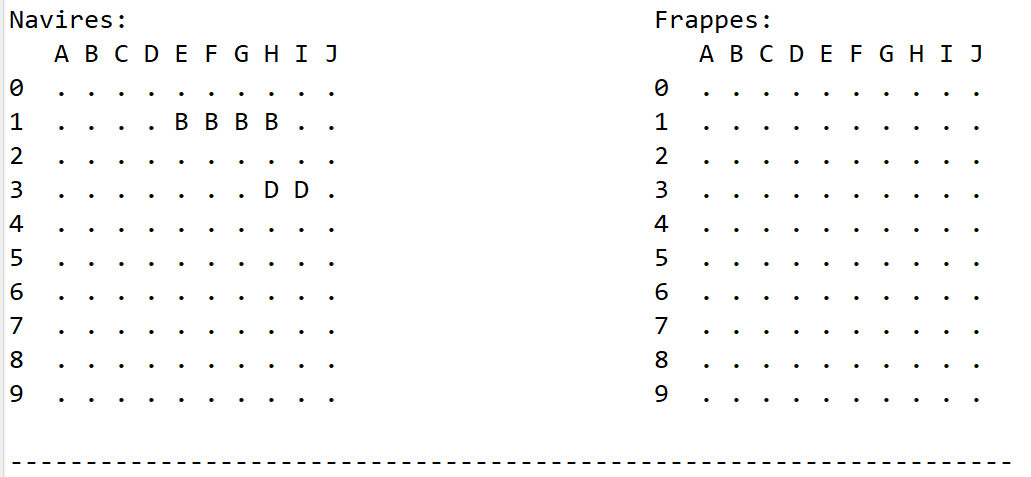 Navires:                                   Frappes:
   A B C D E F G H I J                        A B C D E F G H I J
0  . . . . . . . . . .                     0  . . . . . . . . . .
1  . . . . B B B B . .                     1  . . . . . . . . . .
2  . . . . . . . . . .                     2  . . . . . . . . . .
3  . . . . . . . D D .                     3  . . . . . . . . . .
4  . . . . . . . . . .                     4  . . . . . . . . . .
5  . . . . . . . . . .                     5  . . . . . . . . . .
6  . . . . . . . . . .                     6  . . . . . . . . . .
7  . . . . . . . . . .                     7  . . . . . . . . . .
8  . . . . . . . . . .                     8  . . . . . . . . . .
9  . . . . . . . . . .                     9  . . . . . . . . . .
-------------------------------------------------------------------